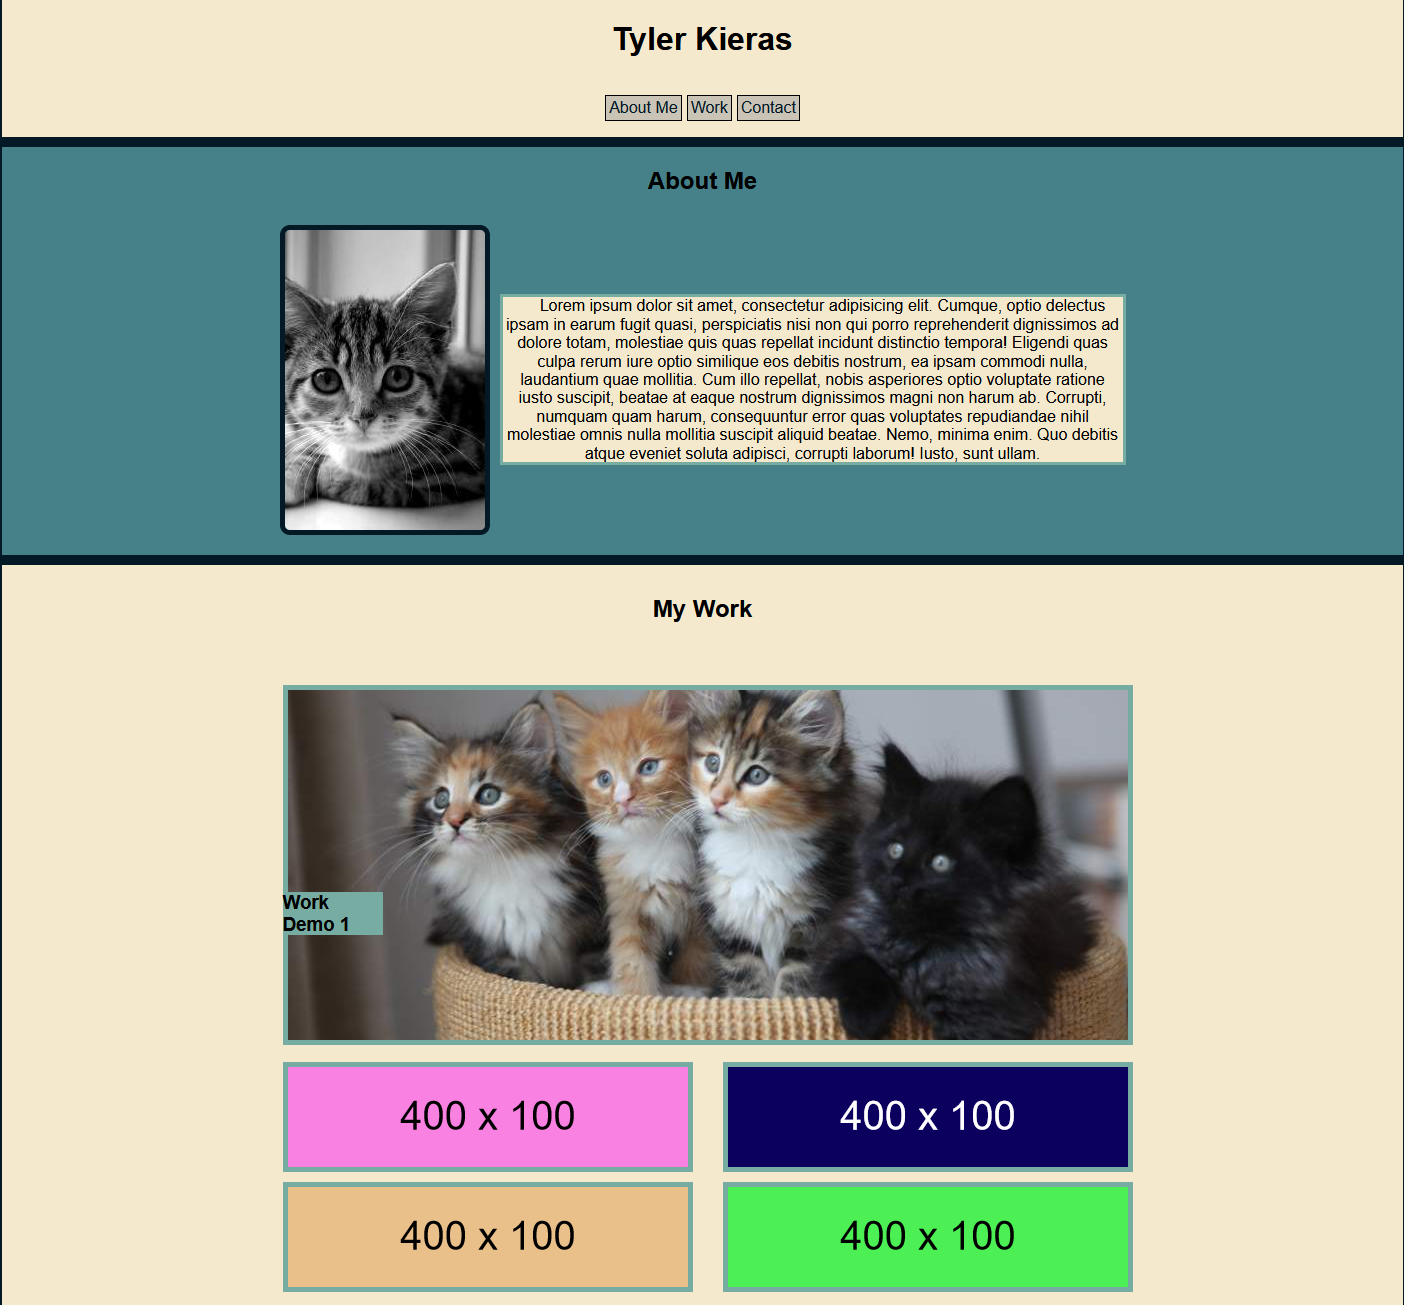 Tyler Kieras
About Me Work Contact
About Me
Lorem ipsum dolor sit amet, consectetur adipisicing elit. Cumque, optio delectus
ipsam in earum fugit quasi, perspiciatis nisi non qui porro reprehenderit dignissimos ad
dolore totam, molestiae quis quas repellat incidunt distinctio tempora! Eligendi quas
culpa rerum iure optio similique eos debitis nostrum, ea ipsam commodi nulla,
laudantium quae mollitia. Cum illo repellat, nobis asperiores optio voluptate ratione
iusto suscipit, beatae at eaque nostrum dignissimos magni non harum ab. Corrupti,
numquam quam harum, consequuntur error quas voluptates repudiandae nihil
molestiae omnis nulla mollitia suscipit aliquid beatae. Nemo, minima enim. Quo debitis
atque eveniet soluta adipisci, corrupti laborum! Iusto, sunt ullam.
My Work
Work
Demo 1
400 x 100
400 x 100
400 x 100
400 x 100